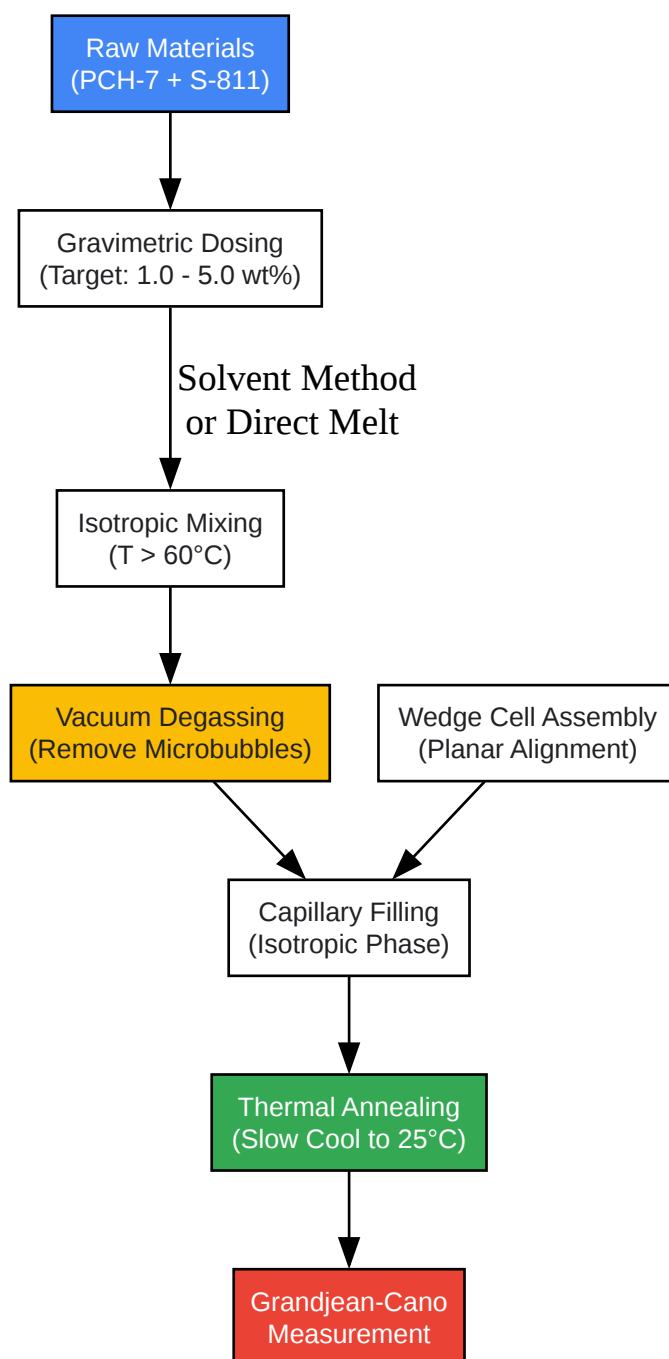 Raw Materials
(PCH-7 + S-811)
Gravimetric Dosing
(Target: 1.0 - 5.0 wt%)
Solvent Method
or Direct Melt
Isotropic Mixing
(T > 60°C)
Vacuum Degassing
(Remove Microbubbles)
Wedge Cell Assembly
(Planar Alignment)
Capillary Filling
(Isotropic Phase)
Thermal Annealing
(Slow Cool to 25°C)
Grandjean-Cano
Measurement